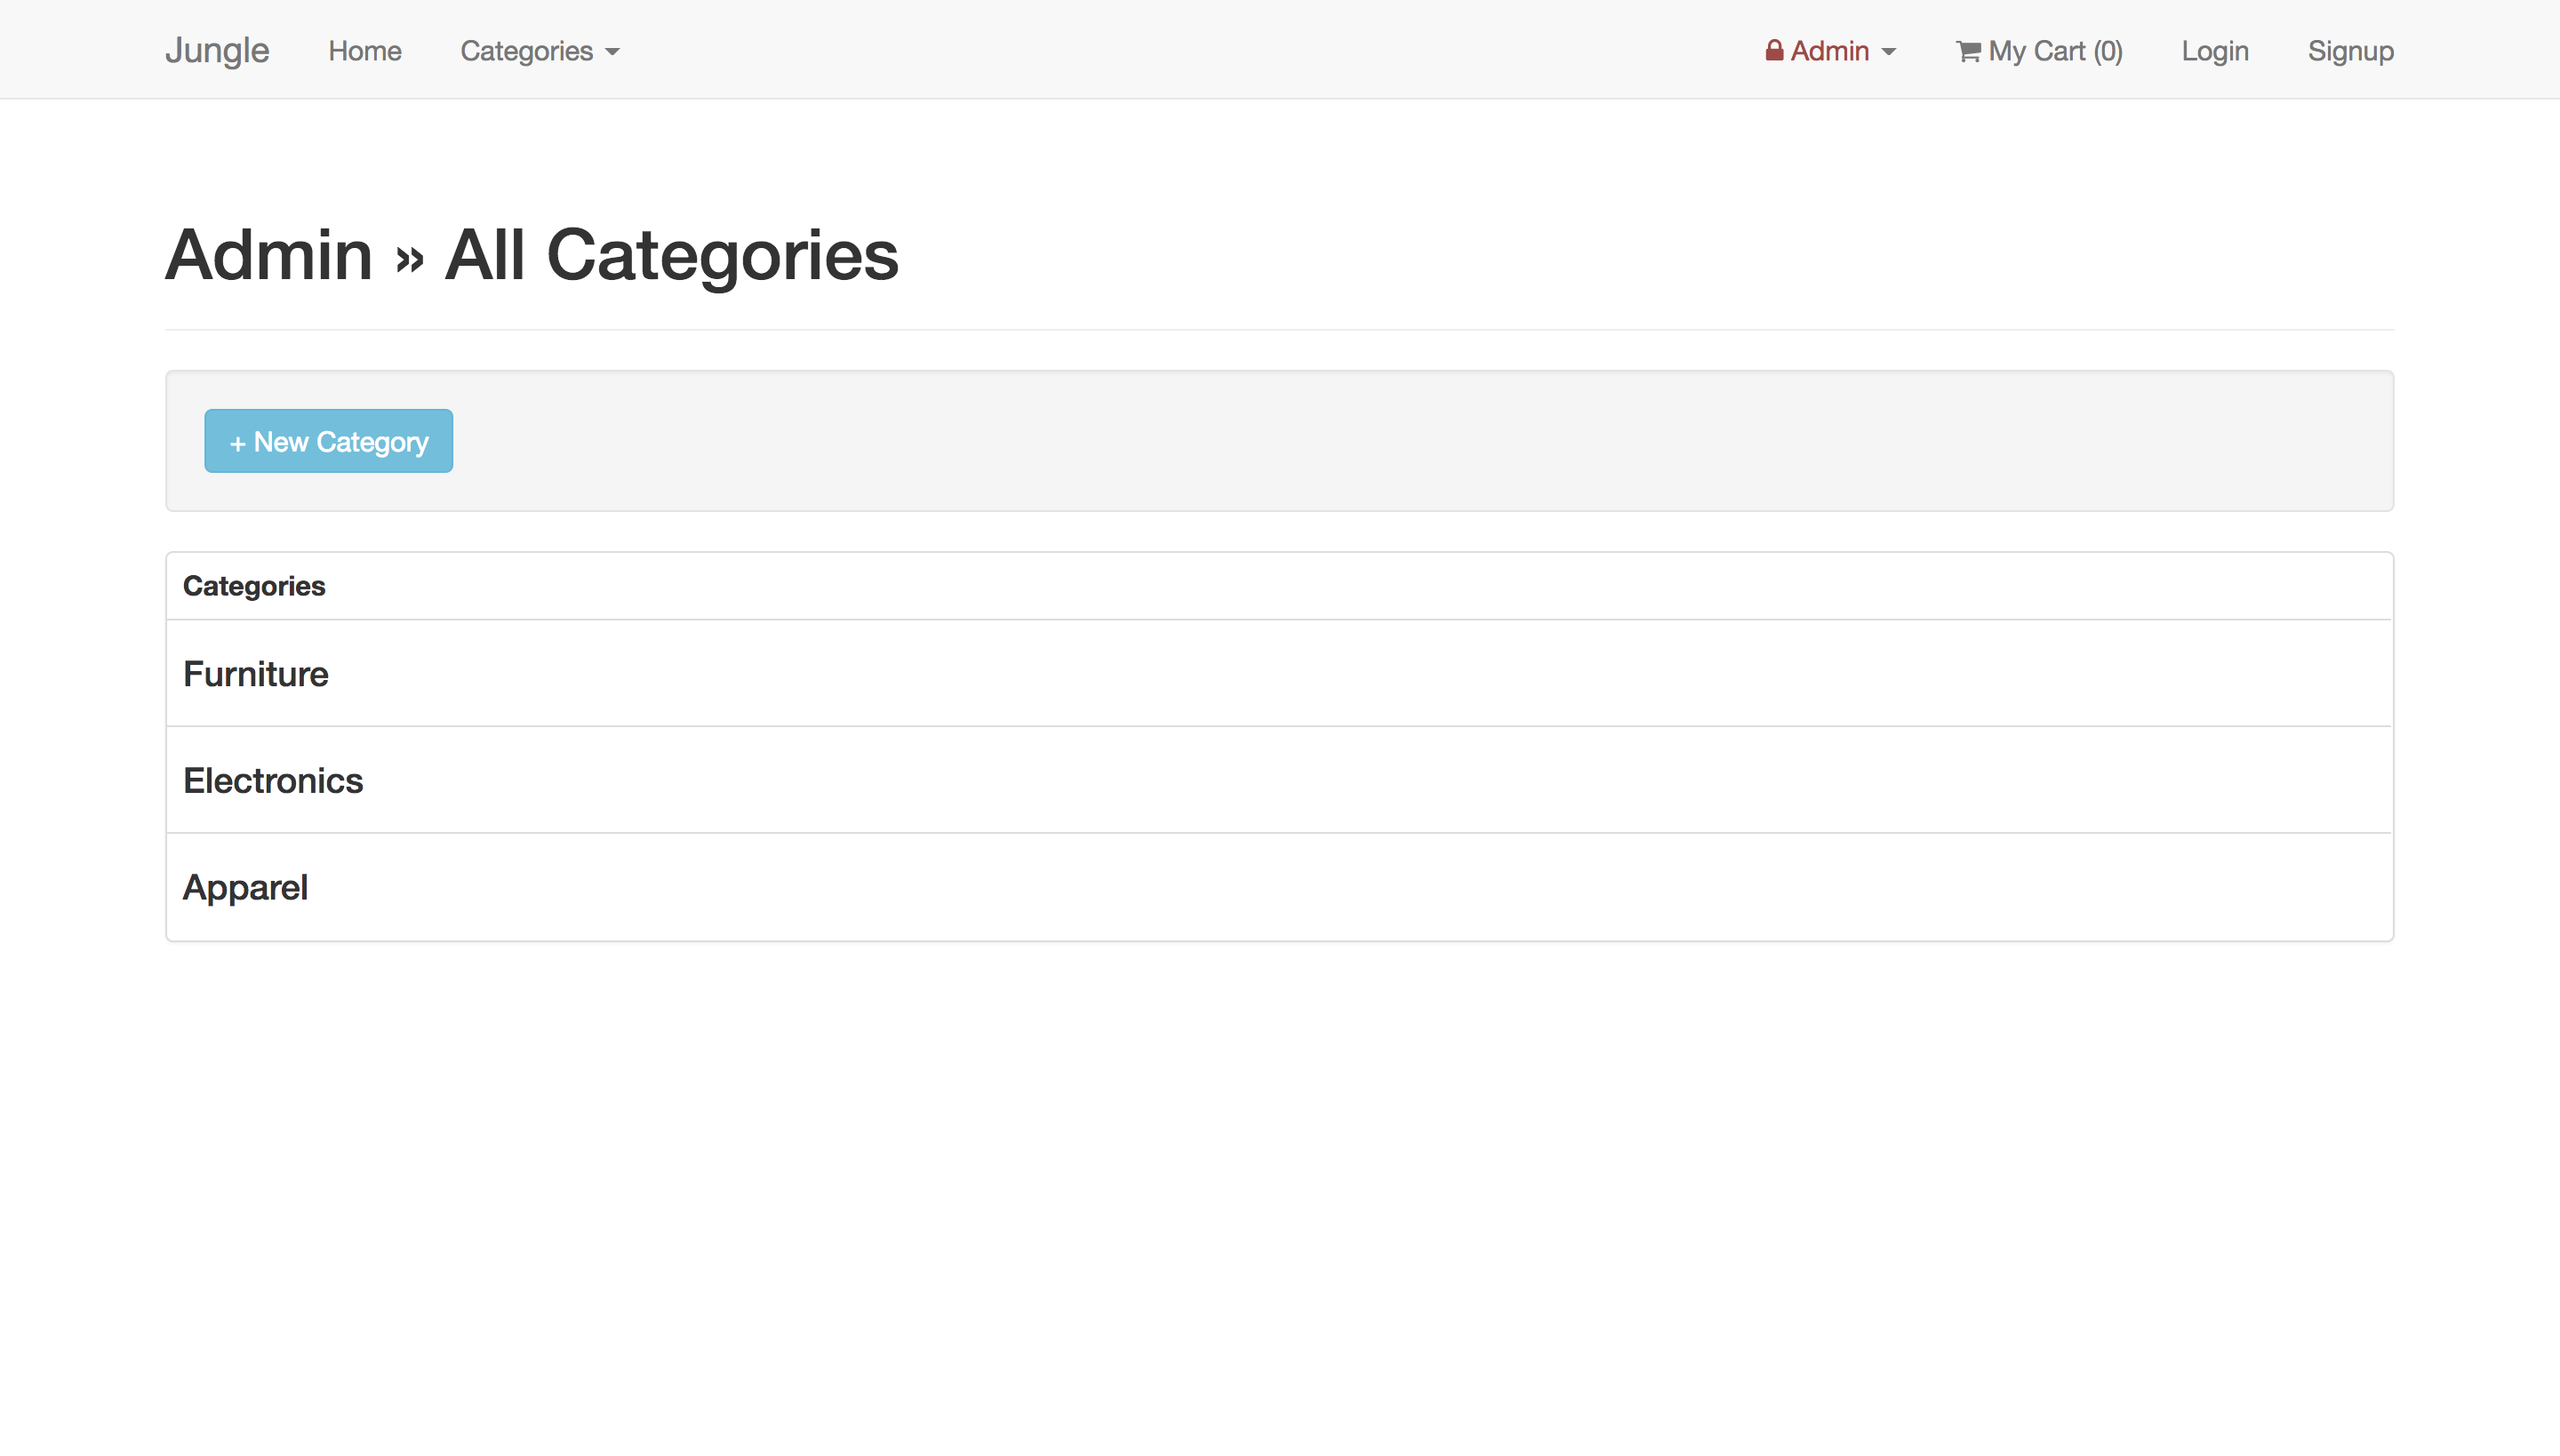 Jungle Home Categories Admin My Cart (0) Login Signup
Admin » All Categories
+ New Category
Categories
Furniture
Electronics
Apparel